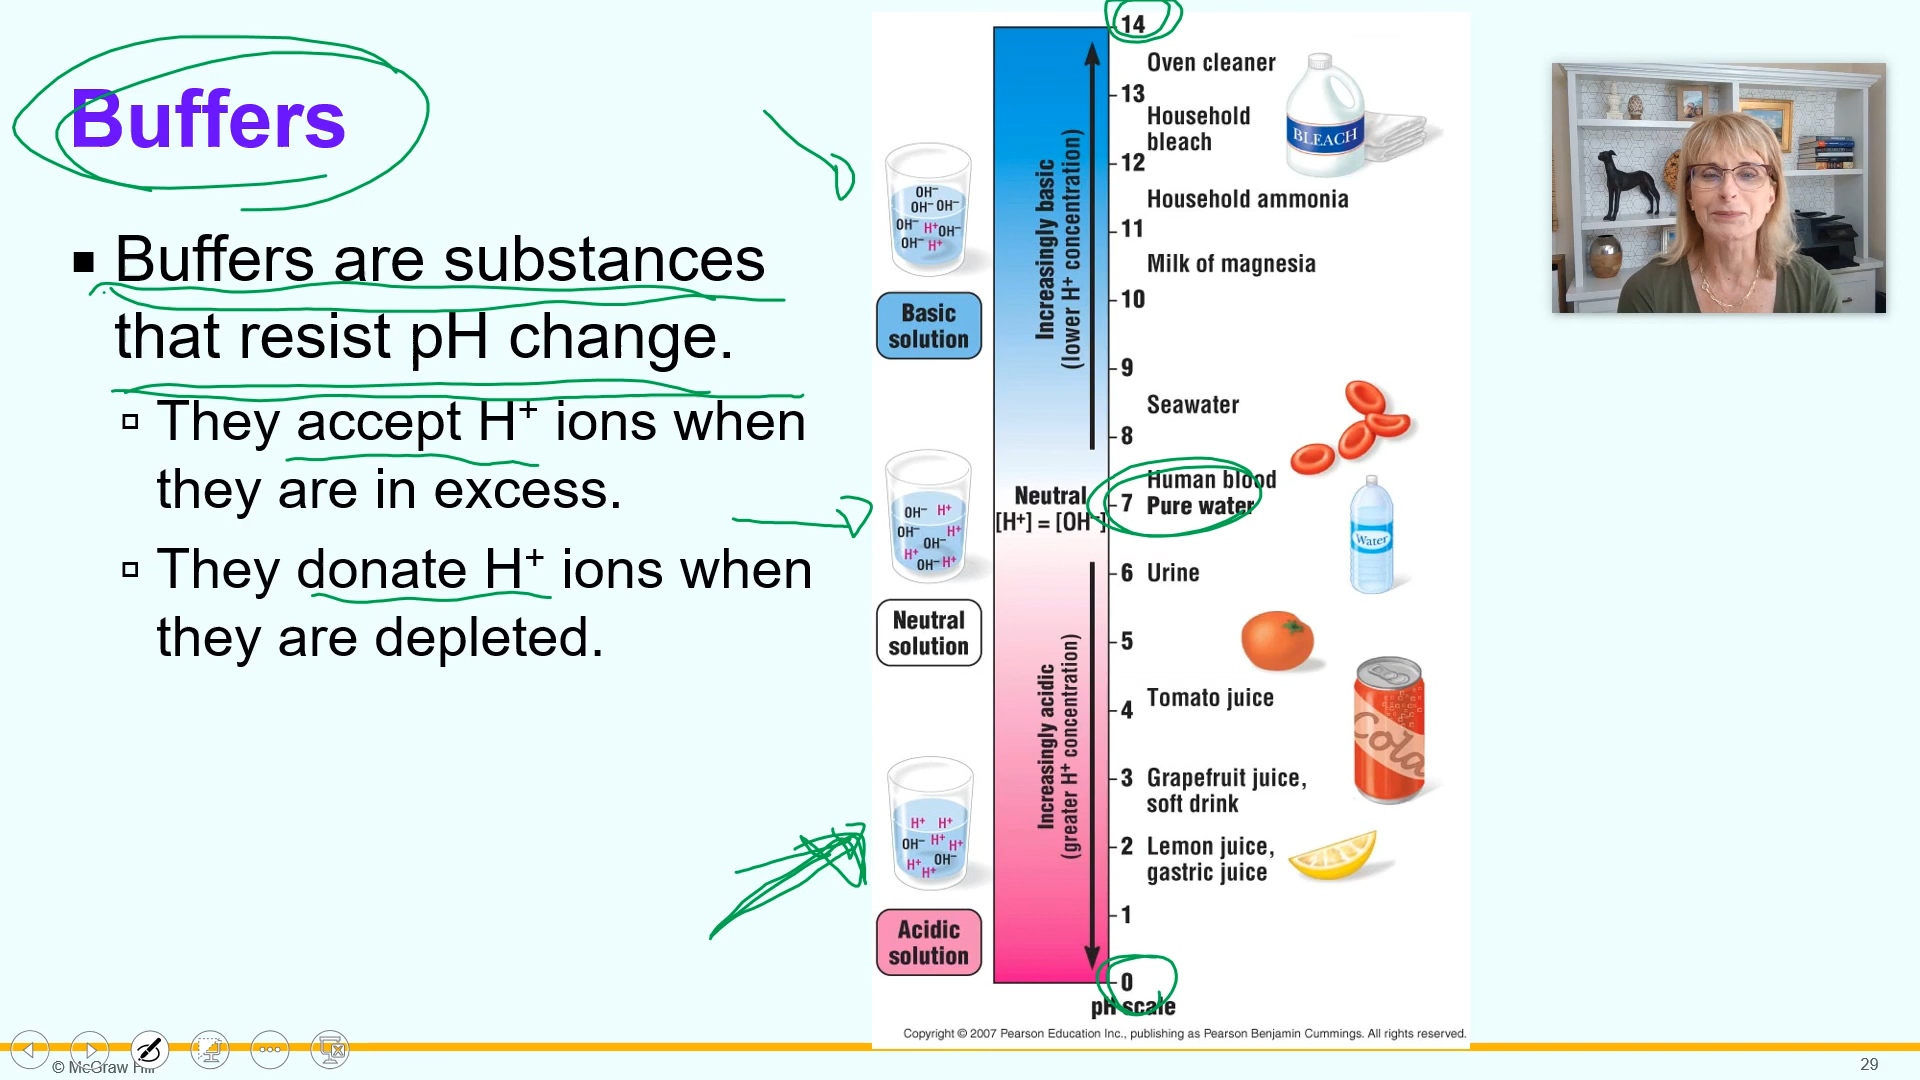 Buffers
■ Buffers are substances
that resist pH change.
▫ They accept H⁺ ions when
they are in excess.
▫ They donate H⁺ ions when
they are depleted.
OH⁻
OH⁻ OH⁻
OH⁻ H⁺ OH⁻
OH⁻ H⁺
Basic
solution
OH⁻ H⁺
OH⁻ H⁺
OH⁻
H⁺
OH⁻ H⁺
Neutral
solution
H⁺ H⁺
OH⁻ H⁺ H⁺
OH⁻
H⁺
H⁺
Acidic
solution
Increasingly basic
(lower H⁺ concentration)
Neutral
[H⁺] = [OH⁻]
Increasingly acidic
(greater H⁺ concentration)
14
Oven cleaner
13
Household
bleach
BLEACH
12
Household ammonia
11
Milk of magnesia
10
9
Seawater
8
Human blood
7 Pure water
Water
6 Urine
5
Tomato juice
4
Cola
3 Grapefruit juice,
soft drink
2 Lemon juice,
gastric juice
1
0
pH scale
Copyright © 2007 Pearson Education Inc., publishing as Pearson Benjamin Cummings. All rights reserved.
© McGraw Hill
29